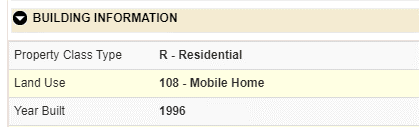 BUILDING INFORMATION
Property Class Type R - Residential
Land Use 108 - Mobile Home
Year Built 1996